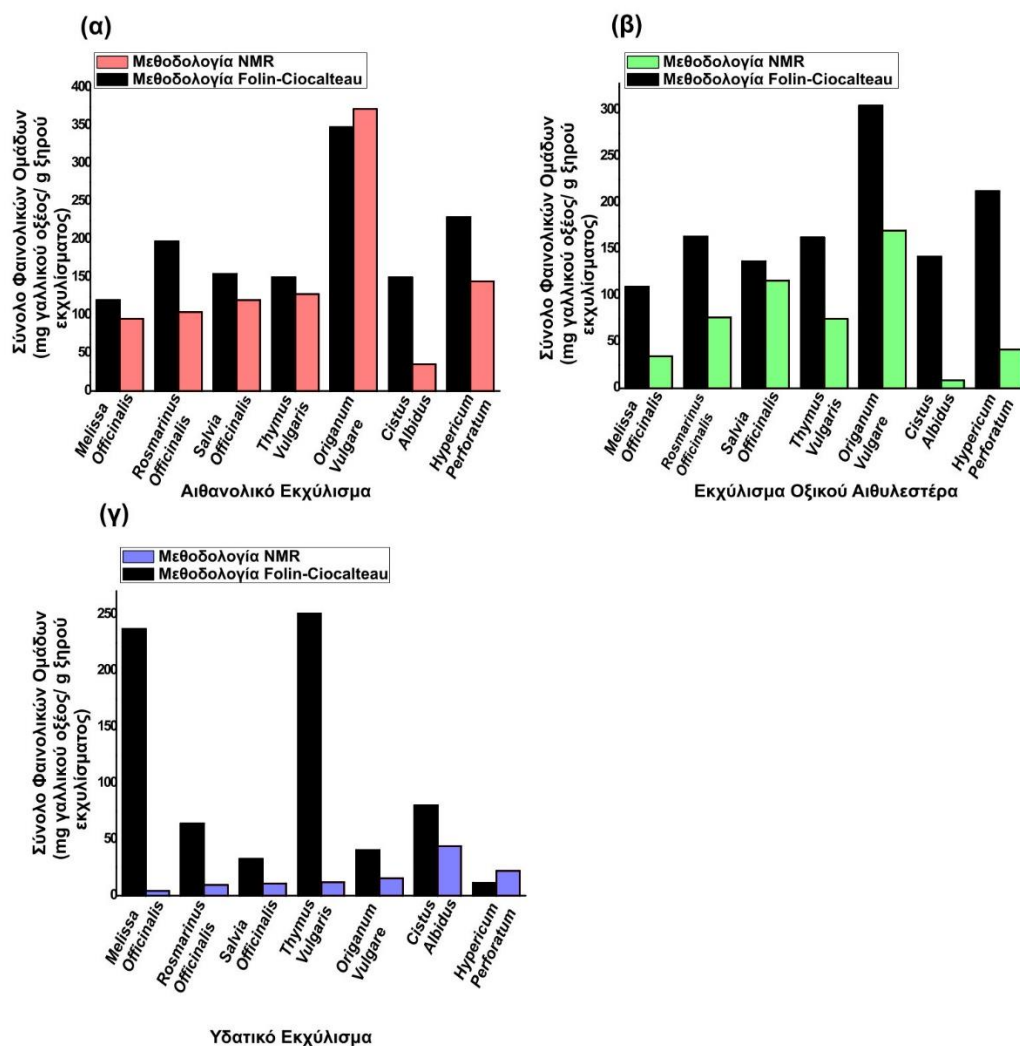 (α)
Μεθοδολογία NMR
Μεθοδολογία Folin-Ciocalteau
Σύνολο Φαινολικών Ομάδων
(mg γαλλικού οξέος/ g ξηρού
εκχυλίσματος)
400
350
300
250
200
150
100
50
0
Melissa
Officinalis
Rosmarinus
Officinalis
Salvia
Officinalis
Thymus
Vulgaris
Origanum
Vulgare
Cistus
Albidus
Hypericum
Perforatum
Αιθανολικό Εκχύλισμα
(β)
Μεθοδολογία NMR
Μεθοδολογία Folin-Ciocalteau
Σύνολο Φαινολικών Ομάδων
(mg γαλλικού οξέος/ g ξηρού
εκχυλίσματος)
300
250
200
150
100
50
0
Melissa
Officinalis
Rosmarinus
Officinalis
Salvia
Officinalis
Thymus
Vulgaris
Origanum
Vulgare
Cistus
Albidus
Hypericum
Perforatum
Εκχύλισμα Οξικού Αιθυλεστέρα
(γ)
Μεθοδολογία NMR
Μεθοδολογία Folin-Ciocalteau
Σύνολο Φαινολικών Ομάδων
(mg γαλλικού οξέος/ g ξηρού
εκχυλίσματος)
250
200
150
100
50
0
Melissa
Officinalis
Rosmarinus
Officinalis
Salvia
Officinalis
Thymus
Vulgaris
Origanum
Vulgare
Cistus
Albidus
Hypericum
Perforatum
Υδατικό Εκχύλισμα